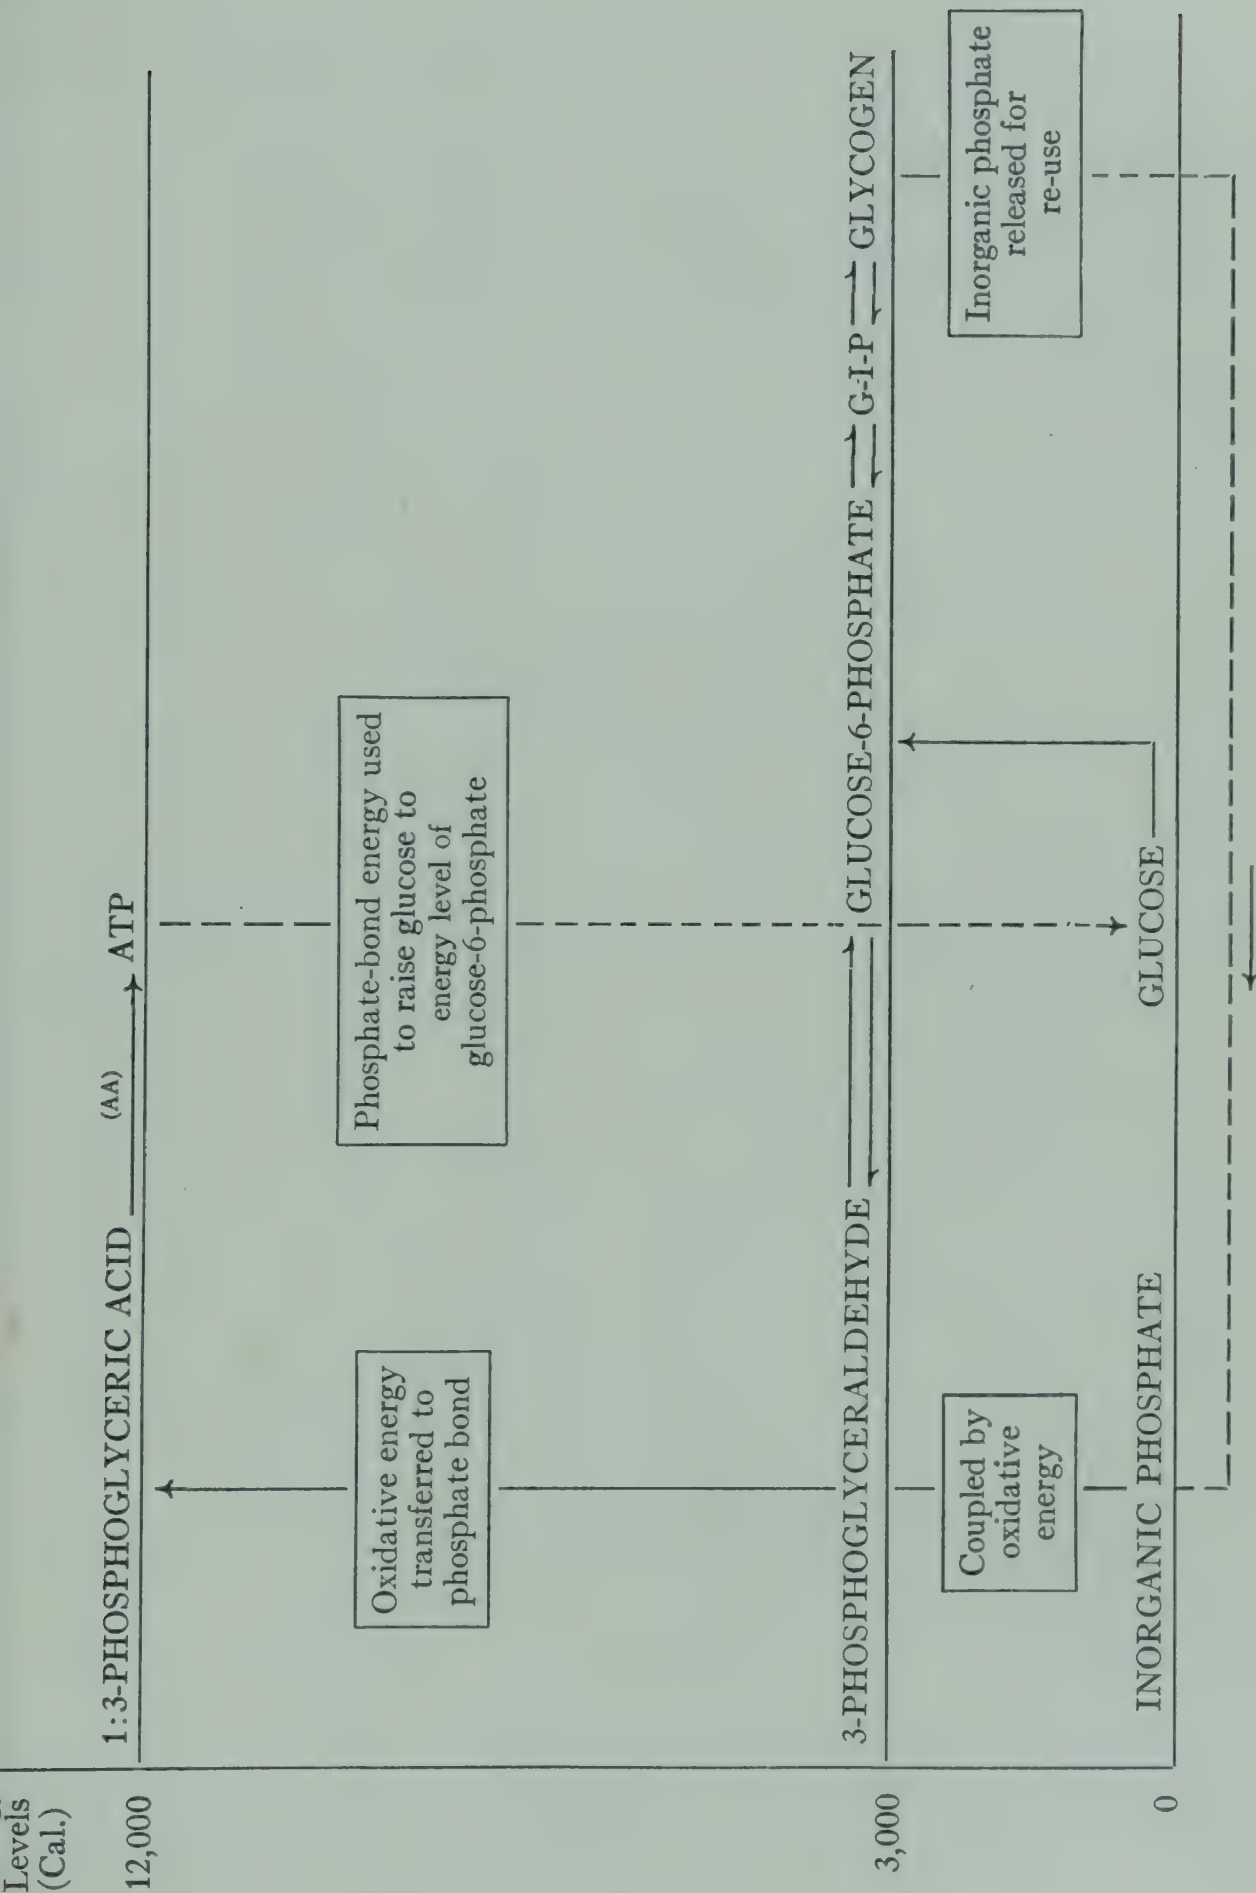 Levels
(Cal.)
12,000
1:3-PHOSPHOGLYCERIC ACID
(AA)
ATP
Oxidative energy
transferred to
phosphate bond
Phosphate-bond energy used
to raise glucose to
energy level of
glucose-6-phosphate
3,000
3-PHOSPHOGLYCERALDEHYDE
GLUCOSE-6-PHOSPHATE
G-I-P
GLYCOGEN
Coupled by
oxidative
energy
Inorganic phosphate
released for
re-use
0
INORGANIC PHOSPHATE
GLUCOSE